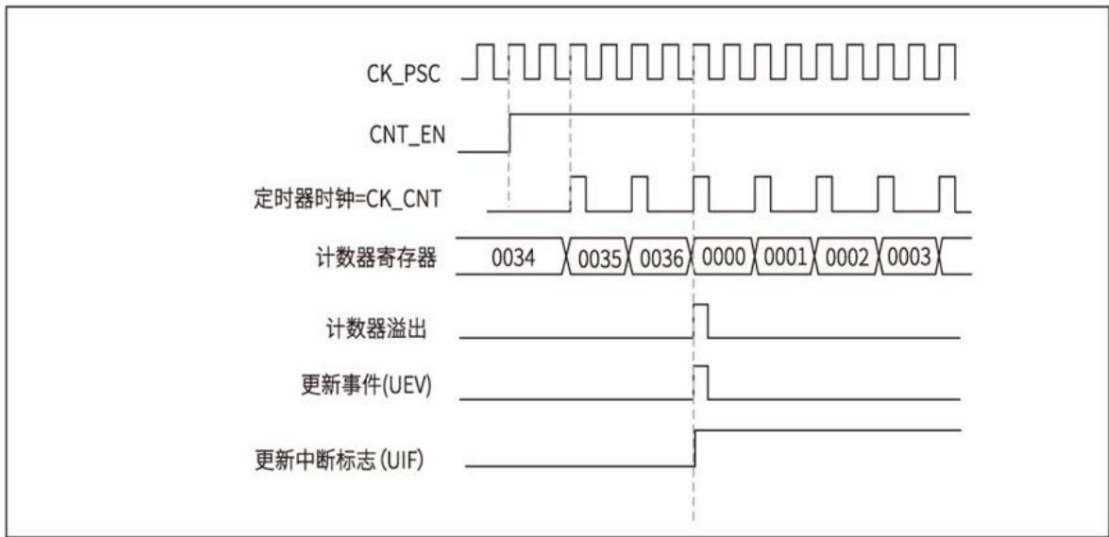 CK_PSC
CNT_EN
定时器时钟=CK_CNT
计数器寄存器 0034 0035 0036 0000 0001 0002 0003
计数器溢出
更新事件(UEV)
更新中断标志(UIF)